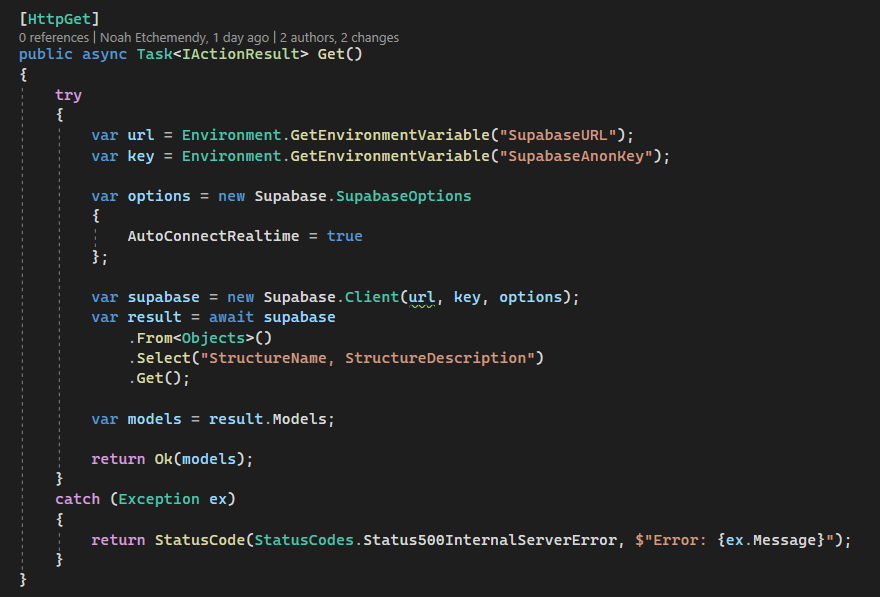 [HttpGet]
0 references | Noah Etchemendy, 1 day ago | 2 authors, 2 changes
public async Task<IActionResult> Get()
{
    try
    {
        var url = Environment.GetEnvironmentVariable("SupabaseURL");
        var key = Environment.GetEnvironmentVariable("SupabaseAnonKey");

        var options = new Supabase.SupabaseOptions
        {
            AutoConnectRealtime = true
        };

        var supabase = new Supabase.Client(url, key, options);
        var result = await supabase
            .From<Objects>()
            .Select("StructureName, StructureDescription")
            .Get();

        var models = result.Models;

        return Ok(models);
    }
    catch (Exception ex)
    {
        return StatusCode(StatusCodes.Status500InternalServerError, $"Error: {ex.Message}");
    }
}